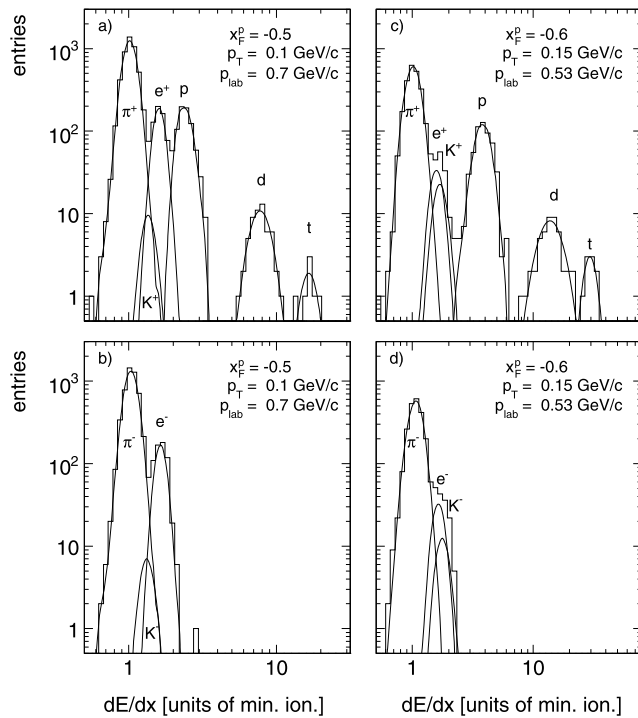 entries
10³
10²
10
1
a)
x_F^p = -0.5
p_T = 0.1 GeV/c
p_lab = 0.7 GeV/c
π⁺
e⁺
p
K⁺
d
t
c)
x_F^p = -0.6
p_T = 0.15 GeV/c
p_lab = 0.53 GeV/c
π⁺
e⁺
K⁺
p
d
t
entries
10³
10²
10
1
b)
x_F^p = -0.5
p_T = 0.1 GeV/c
p_lab = 0.7 GeV/c
π⁻
e⁻
K⁻
1
10
dE/dx [units of min. ion.]
d)
x_F^p = -0.6
p_T = 0.15 GeV/c
p_lab = 0.53 GeV/c
π⁻
e⁻
K⁻
1
10
dE/dx [units of min. ion.]